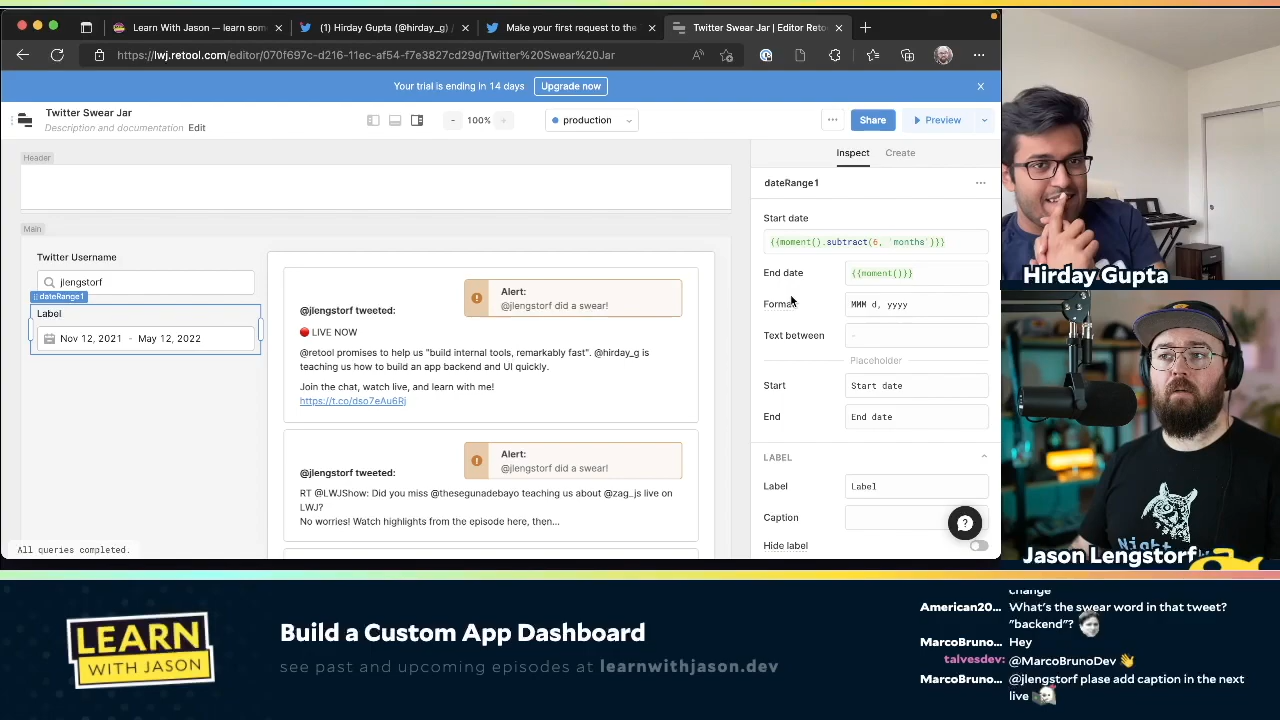 Learn With Jason — learn som
(1) Hirday Gupta (@hirday_g) /
Make your first request to the
Twitter Swear Jar | Editor Reto
https://lwj.retool.com/editor/070f697c-d216-11ec-af54-f7e3827cd29d/Twitter%20Swear%20Jar
Your trial is ending in 14 days
Upgrade now
Twitter Swear Jar
Description and documentation Edit
- 100% +
production
Share
Preview
Header
Main
Twitter Username
jlengstorf
dateRange1
Label
Nov 12, 2021 - May 12, 2022
@jlengstorf tweeted:
Alert:
@jlengstorf did a swear!
🔴 LIVE NOW
@retool promises to help us "build internal tools, remarkably fast". @hirday_g is
teaching us how to build an app backend and UI quickly.
Join the chat, watch live, and learn with me!
https://t.co/dso7eAu6Rj
@jlengstorf tweeted:
Alert:
@jlengstorf did a swear!
RT @LWJShow: Did you miss @thesegunadebayo teaching us about @zag_js live on
LWJ?
No worries! Watch highlights from the episode here, then...
All queries completed.
Inspect
Create
dateRange1
Start date
{{moment().subtract(6, 'months')}}
End date
{{moment()}}
Format
MMM d, yyyy
Text between
-
Placeholder
Start
Start date
End
End date
LABEL
Label
Label
Caption
Hide label
Hirday Gupta
Night
Jason Lengstorf
LEARN
WITH JASON
Build a Custom App Dashboard
see past and upcoming episodes at learnwithjason.dev
change
American20... What's the swear word in that tweet?
"backend"?
MarcoBruno... Hey
talvesdev: @MarcoBrunoDev 👋
MarcoBruno... @jlengstorf plase add caption in the next
live